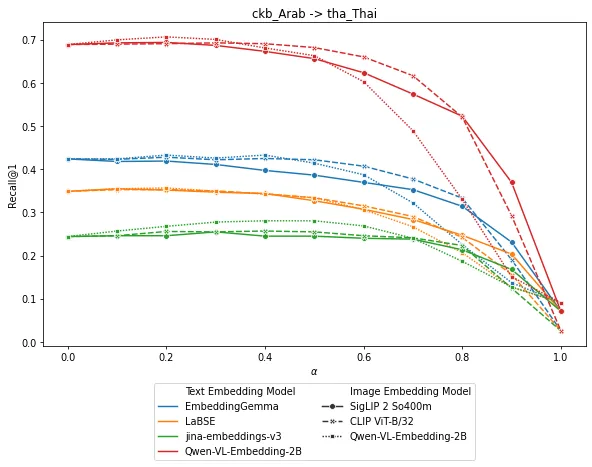 ckb_Arab -> tha_Thai
Recall@1
0.7
0.6
0.5
0.4
0.3
0.2
0.1
0.0
0.0 0.2 0.4 0.6 0.8 1.0
α
Text Embedding Model Image Embedding Model
EmbeddingGemma SigLIP 2 So400m
LaBSE CLIP ViT-B/32
jina-embeddings-v3 Qwen-VL-Embedding-2B
Qwen-VL-Embedding-2B